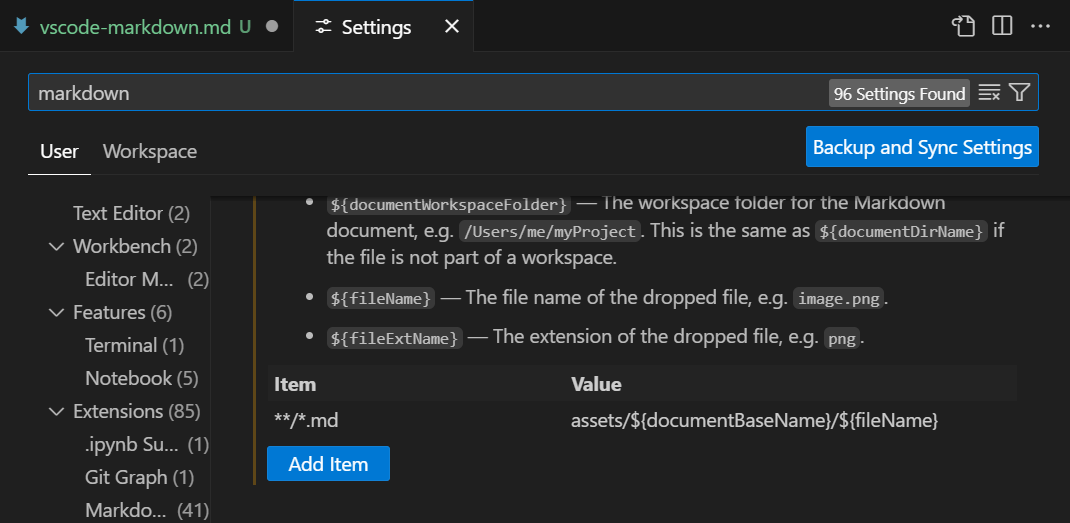 vscode-markdown.md U
Settings
markdown
96 Settings Found
User
Workspace
Backup and Sync Settings
Text Editor (2)
Workbench (2)
Editor M... (2)
Features (6)
Terminal (1)
Notebook (5)
Extensions (85)
.ipynb Su... (1)
Git Graph (1)
Markdo... (41)
${documentWorkspaceFolder} — The workspace folder for the Markdown
document, e.g. /Users/me/myProject. This is the same as ${documentDirName} if
the file is not part of a workspace.
${fileName} — The file name of the dropped file, e.g. image.png.
${fileExtName} — The extension of the dropped file, e.g. png.
Item Value
**/*.md assets/${documentBaseName}/${fileName}
Add Item